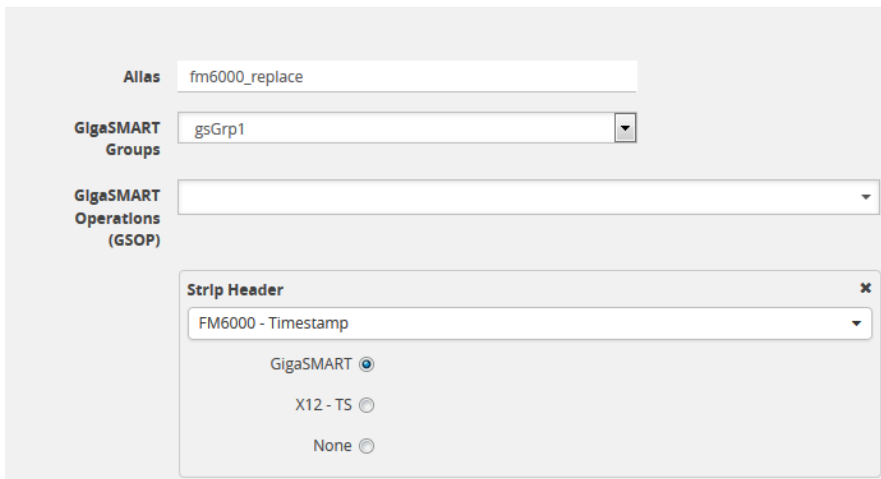 Alias
fm6000_replace
GigaSMART
Groups
gsGrp1
GigaSMART
Operations
(GSOP)
Strip Header
FM6000 - Timestamp
GigaSMART
X12 - TS
None